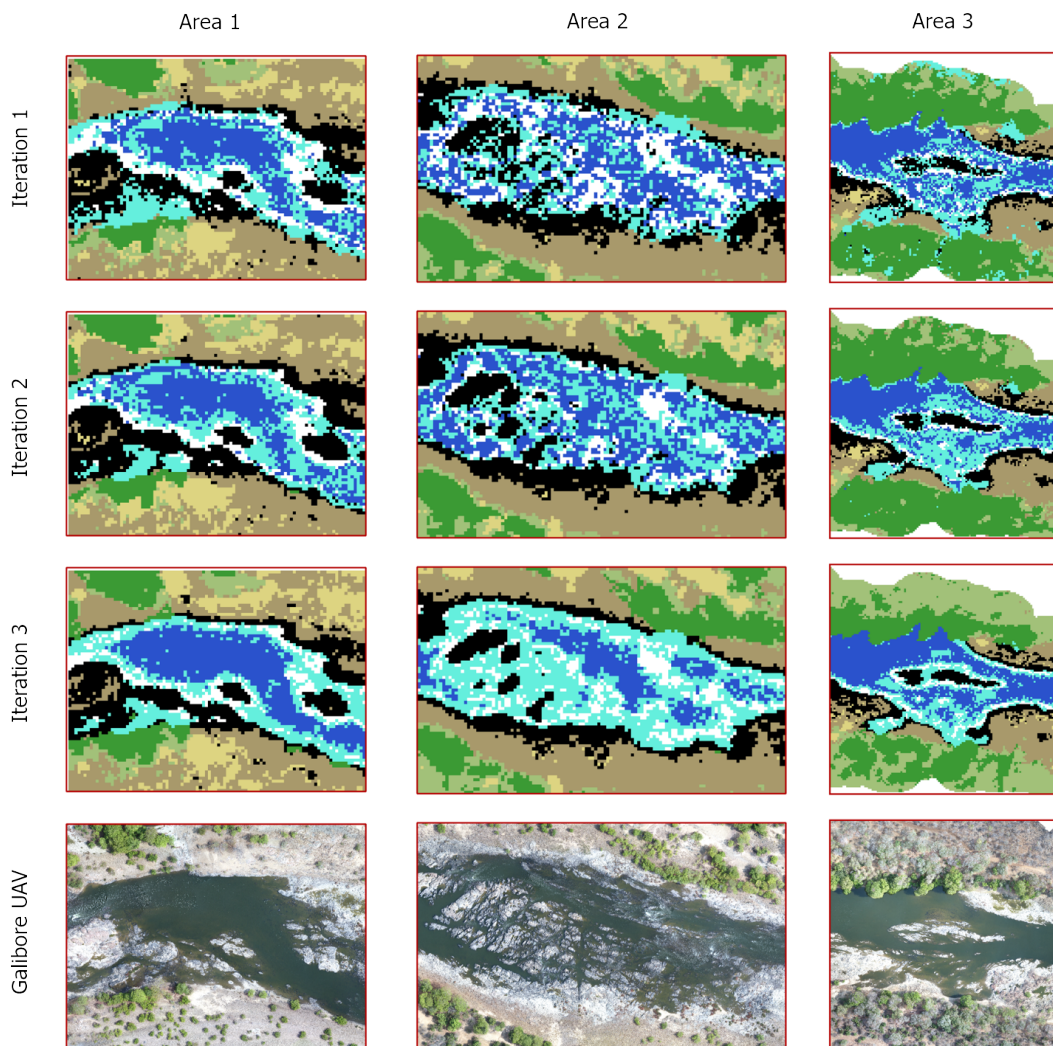 Area 1
Area 2
Area 3
Iteration 1
Iteration 2
Iteration 3
Galibore UAV